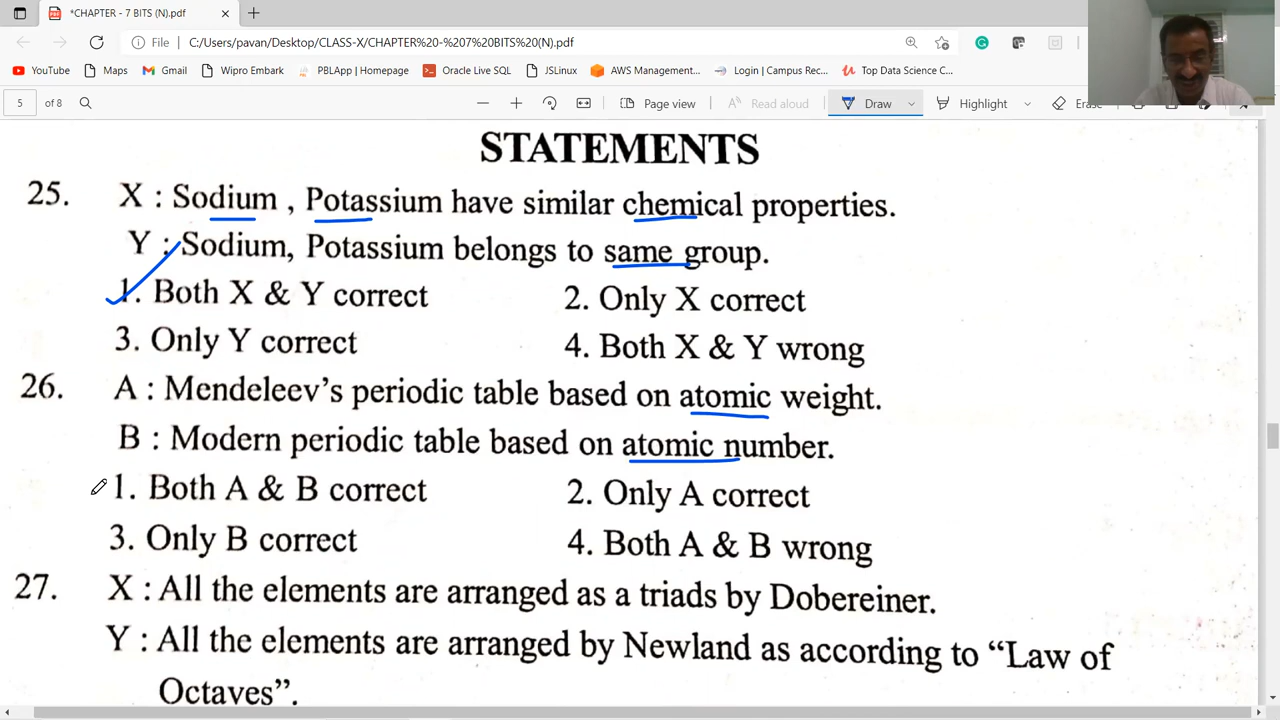 *CHAPTER - 7 BITS (N).pdf
File C:/Users/pavan/Desktop/CLASS-X/CHAPTER%20-%207%20BITS%20(N).pdf
YouTube Maps Gmail Wipro Embark PBLApp | Homepage Oracle Live SQL JSLinux AWS Management... Login | Campus Rec... Top Data Science C...
5 of 8 Page view Read aloud Draw Highlight Erase
STATEMENTS
25. X : Sodium , Potassium have similar chemical properties.
Y : Sodium, Potassium belongs to same group.
1. Both X & Y correct 2. Only X correct
3. Only Y correct 4. Both X & Y wrong
26. A : Mendeleev's periodic table based on atomic weight.
B : Modern periodic table based on atomic number.
1. Both A & B correct 2. Only A correct
3. Only B correct 4. Both A & B wrong
27. X : All the elements are arranged as a triads by Dobereiner.
Y : All the elements are arranged by Newland as according to “Law of
Octaves”.